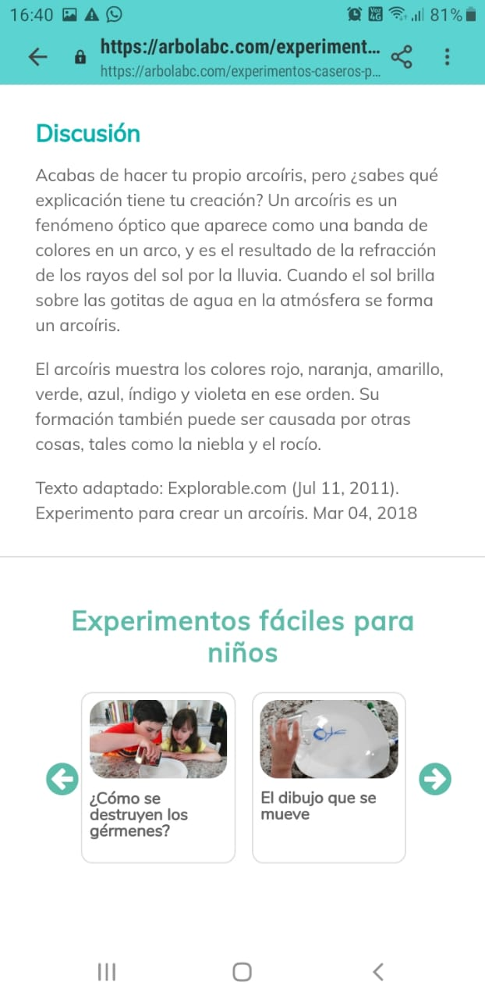 16:40
Voz 4G
81%
https://arbolabc.com/experiment...
https://arbolabc.com/experimentos-caseros-p...
Discusión
Acabas de hacer tu propio arcoíris, pero ¿sabes qué
explicación tiene tu creación? Un arcoíris es un
fenómeno óptico que aparece como una banda de
colores en un arco, y es el resultado de la refracción
de los rayos del sol por la lluvia. Cuando el sol brilla
sobre las gotitas de agua en la atmósfera se forma
un arcoíris.
El arcoíris muestra los colores rojo, naranja, amarillo,
verde, azul, índigo y violeta en ese orden. Su
formación también puede ser causada por otras
cosas, tales como la niebla y el rocío.
Texto adaptado: Explorable.com (Jul 11, 2011).
Experimento para crear un arcoíris. Mar 04, 2018
Experimentos fáciles para
niños
¿Cómo se
destruyen los
gérmenes?
El dibujo que se
mueve